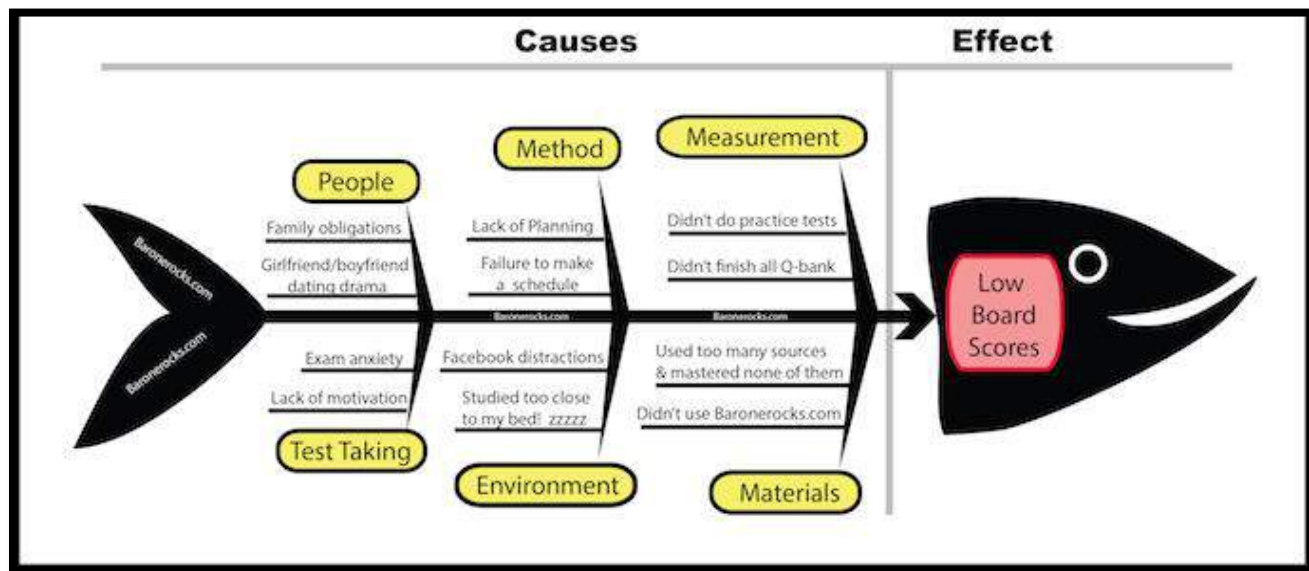 Causes
Effect
People
Family obligations
Girlfriend/boyfriend
dating drama
Method
Lack of Planning
Failure to make
a schedule
Measurement
Didn't do practice tests
Didn't finish all Q-bank
Baronerocks.com
Baronerocks.com
Baronerocks.com
Baronerocks.com
Low
Board
Scores
Exam anxiety
Lack of motivation
Test Taking
Facebook distractions
Studied too close
to my bed! zzzzz
Environment
Used too many sources
& mastered none of them
Didn't use Baronerocks.com
Materials